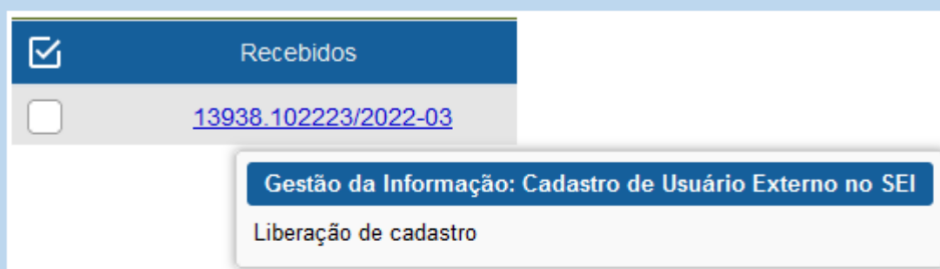 Recebidos
13938.102223/2022-03
Gestão da Informação: Cadastro de Usuário Externo no SEI
Liberação de cadastro